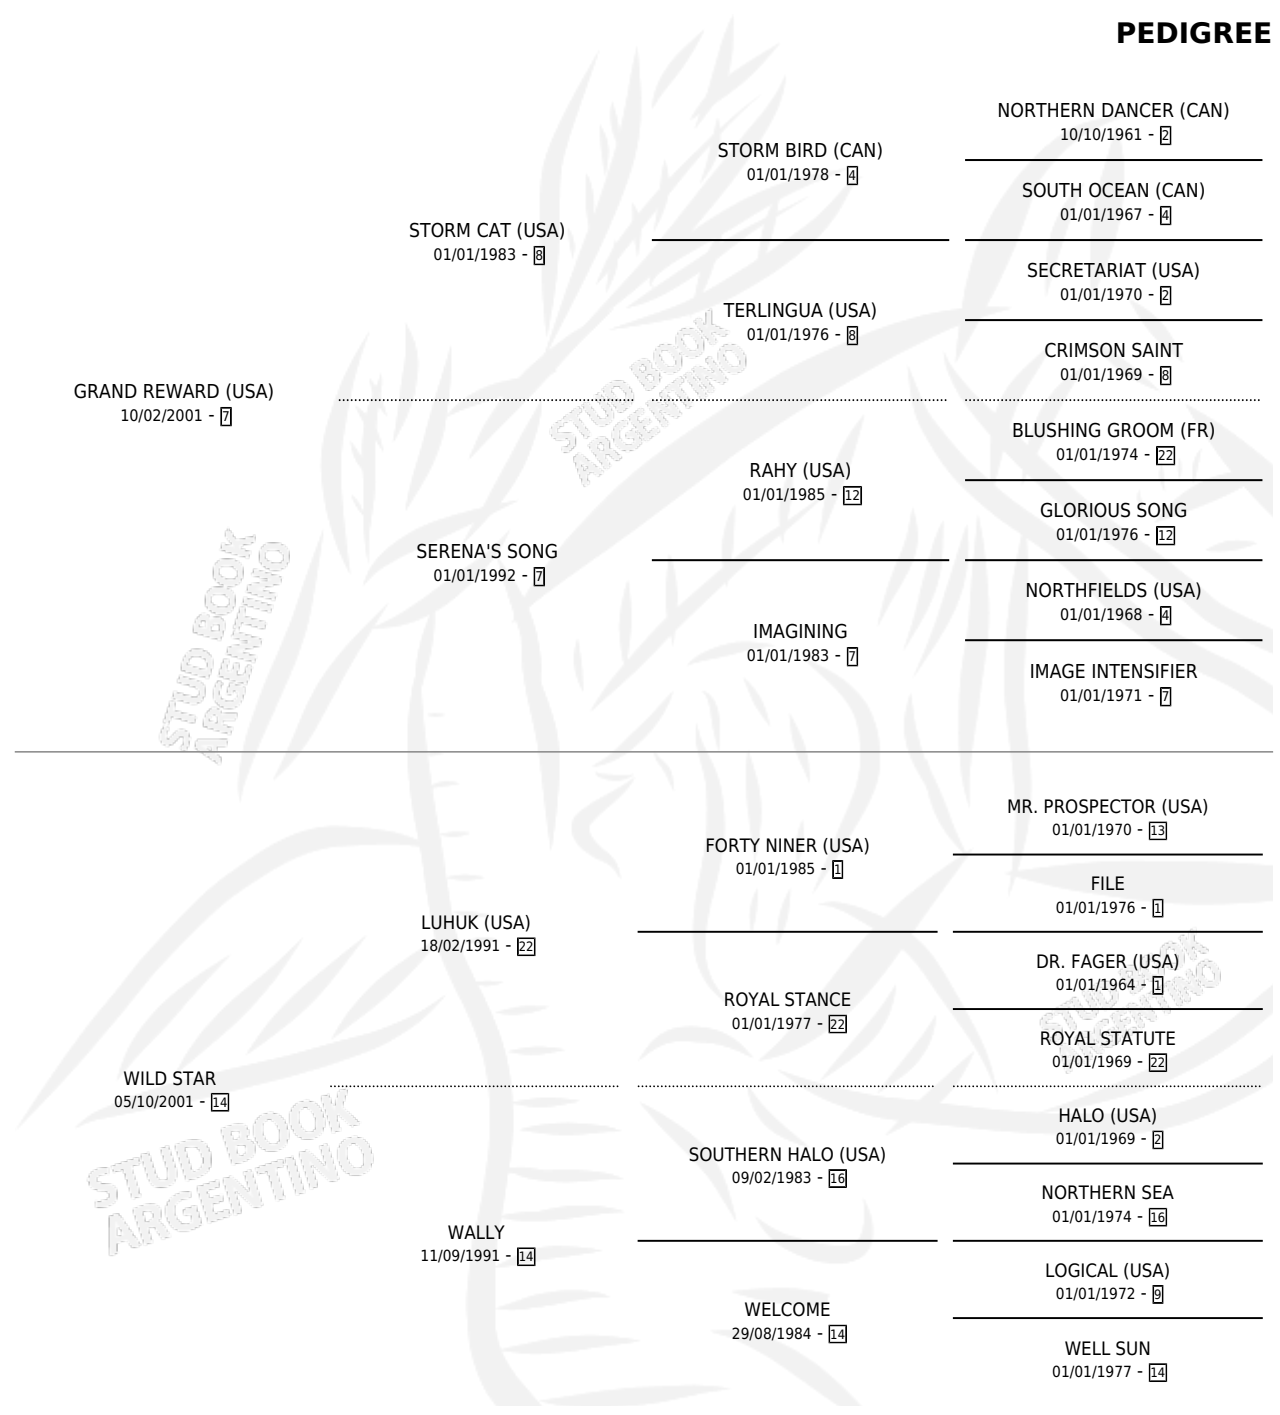 PEDIGREE
NORTHERN DANCER (CAN)
10/10/1961 - 2
STORM BIRD (CAN)
01/01/1978 - 4
SOUTH OCEAN (CAN)
01/01/1967 - 4
STORM CAT (USA)
01/01/1983 - 8
SECRETARIAT (USA)
01/01/1970 - 2
TERLINGUA (USA)
01/01/1976 - 8
CRIMSON SAINT
01/01/1969 - 8
GRAND REWARD (USA)
10/02/2001 - 7
STUD BOOK
ARGENTINO
BLUSHING GROOM (FR)
01/01/1974 - 22
RAHY (USA)
01/01/1985 - 12
GLORIOUS SONG
01/01/1976 - 12
SERENA'S SONG
01/01/1992 - 7
NORTHFIELDS (USA)
01/01/1968 - 4
IMAGINING
01/01/1983 - 7
IMAGE INTENSIFIER
01/01/1971 - 7
STUD BOOK
ARGENTINO
MR. PROSPECTOR (USA)
01/01/1970 - 13
FORTY NINER (USA)
01/01/1985 - 1
FILE
01/01/1976 - 1
LUHUK (USA)
18/02/1991 - 22
DR. FAGER (USA)
01/01/1964 - 1
ROYAL STANCE
01/01/1977 - 22
STUD BOOK
ARGENTINO
ROYAL STATUTE
01/01/1969 - 22
WILD STAR
05/10/2001 - 14
HALO (USA)
01/01/1969 - 2
SOUTHERN HALO (USA)
09/02/1983 - 16
NORTHERN SEA
01/01/1974 - 16
STUD BOOK
ARGENTINO
WALLY
11/09/1991 - 14
LOGICAL (USA)
01/01/1972 - 9
WELCOME
29/08/1984 - 14
WELL SUN
01/01/1977 - 14